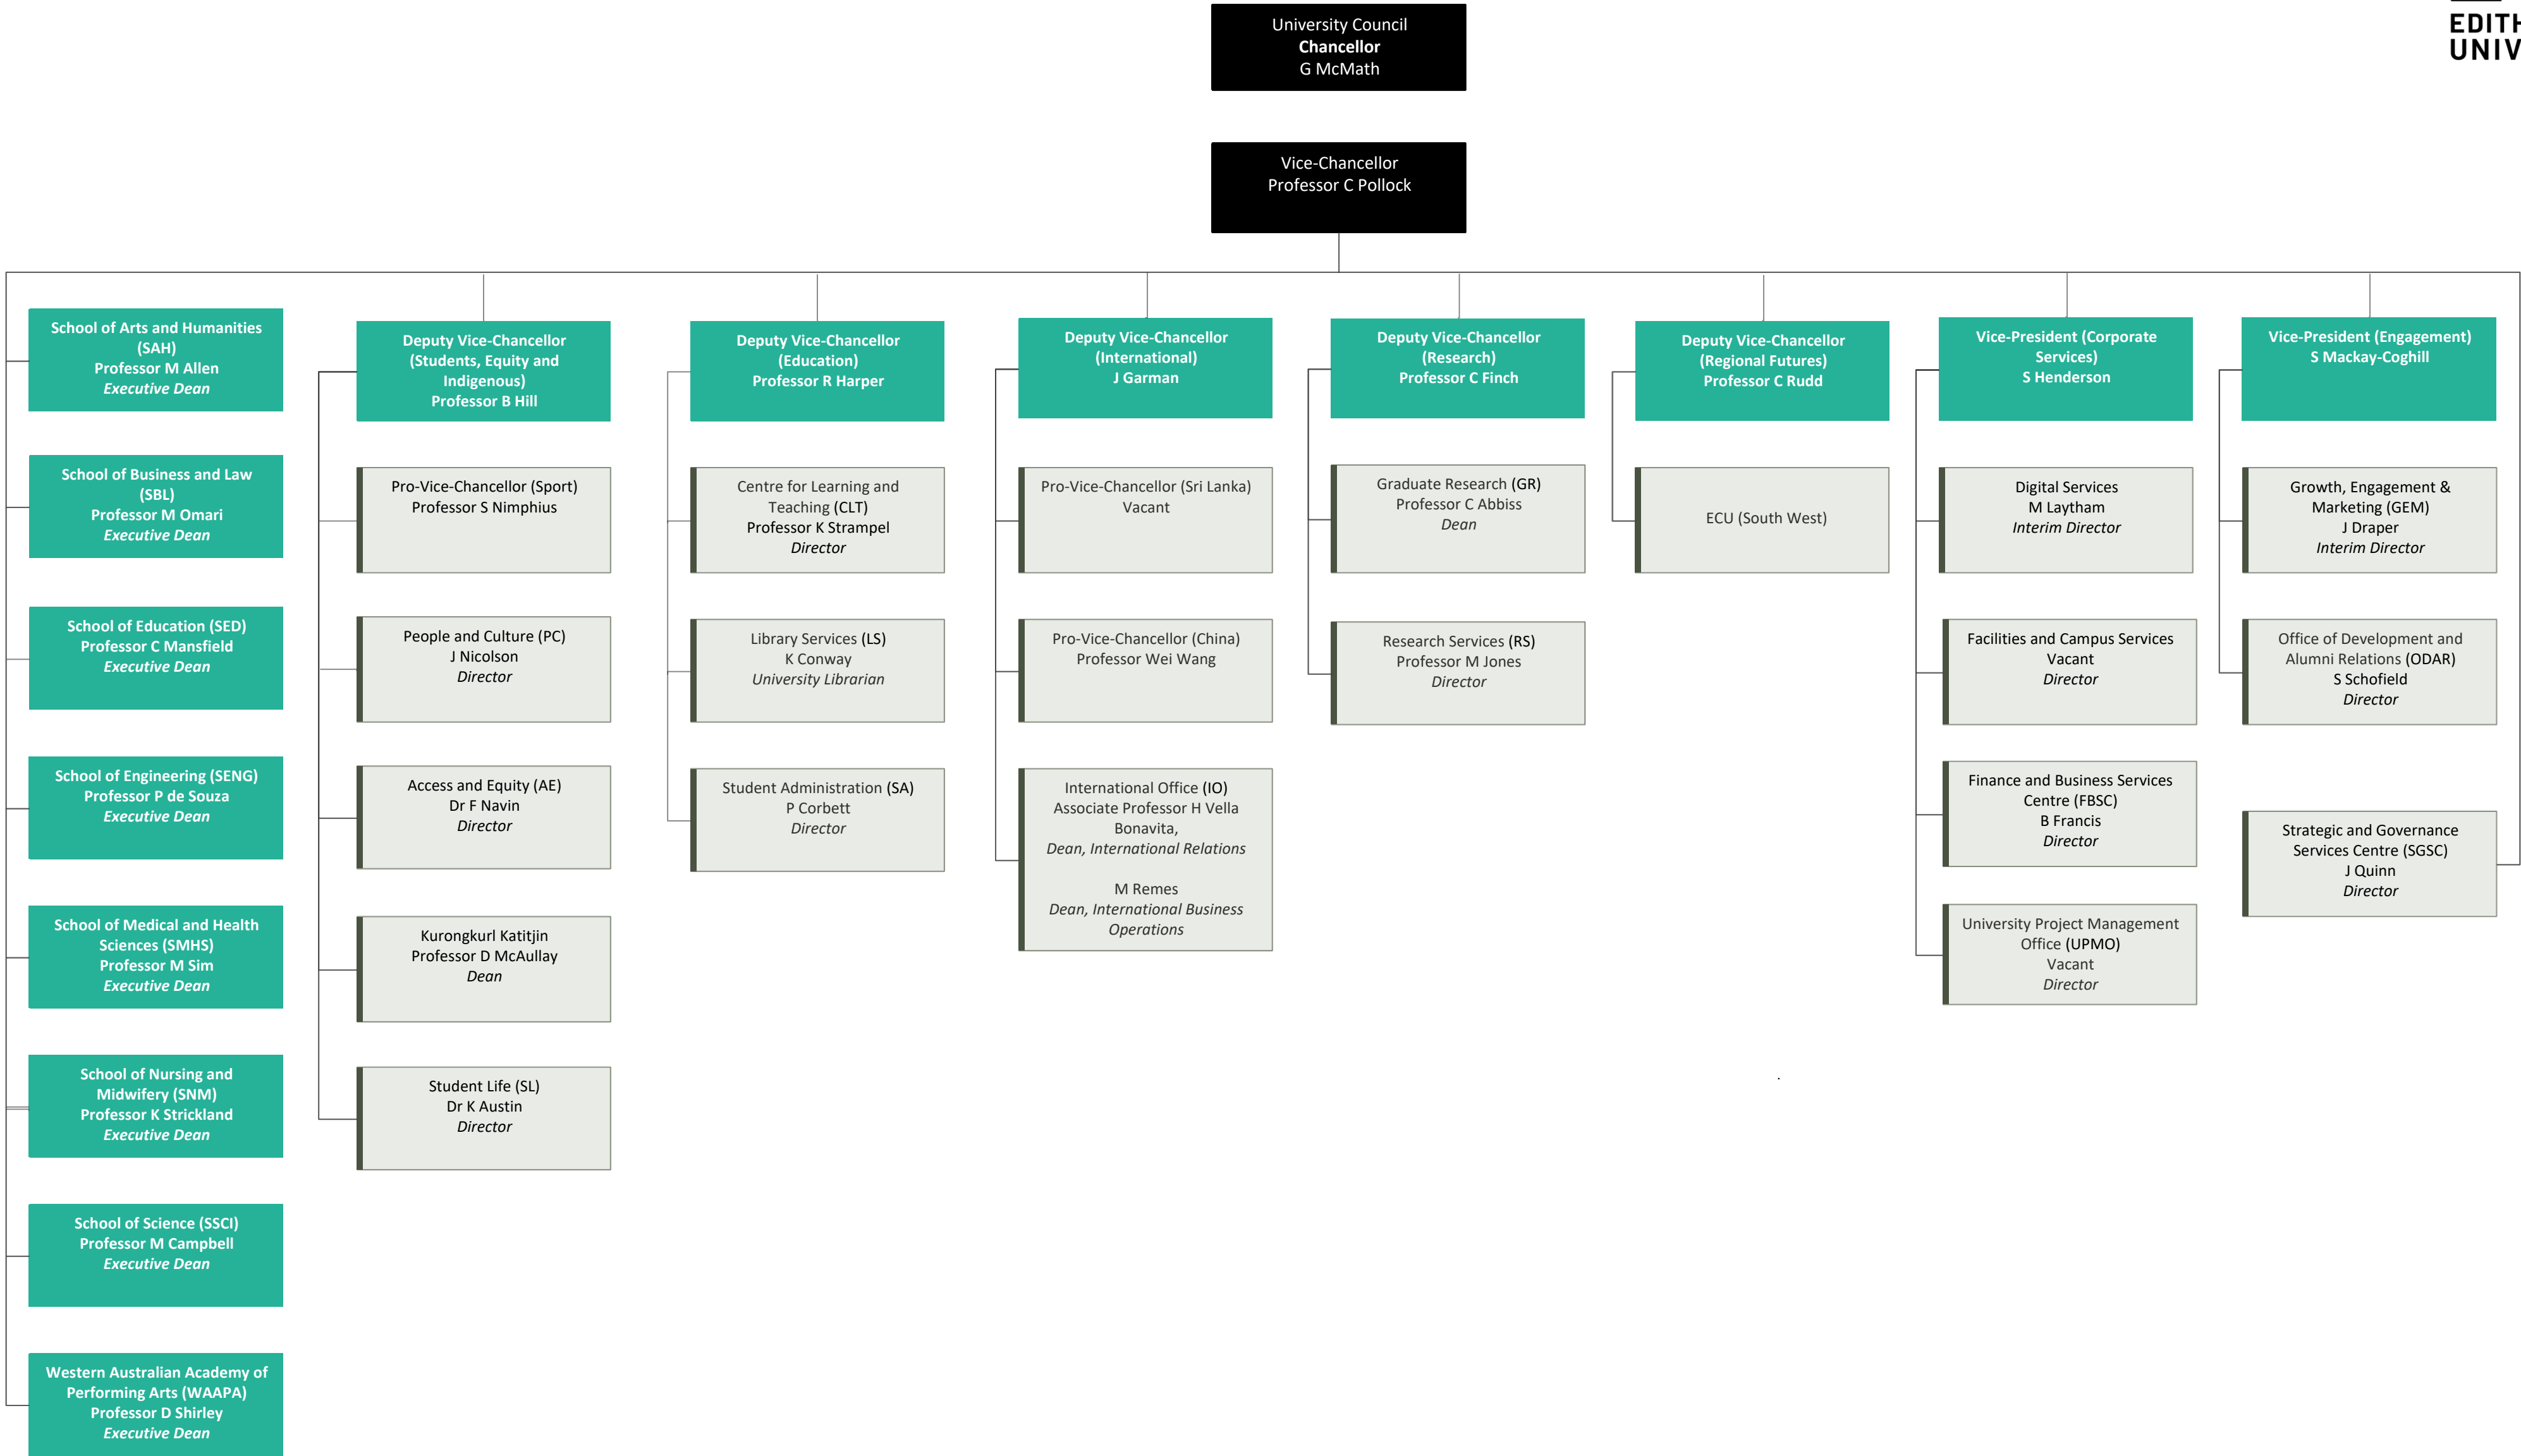 EDITH
UNIV
University Council
Chancellor
G McMath
Vice-Chancellor
Professor C Pollock
School of Arts and Humanities
(SAH)
Professor M Allen
Executive Dean
School of Business and Law
(SBL)
Professor M Omari
Executive Dean
School of Education (SED)
Professor C Mansfield
Executive Dean
School of Engineering (SENG)
Professor P de Souza
Executive Dean
School of Medical and Health
Sciences (SMHS)
Professor M Sim
Executive Dean
School of Nursing and
Midwifery (SNM)
Professor K Strickland
Executive Dean
School of Science (SSCI)
Professor M Campbell
Executive Dean
Western Australian Academy of
Performing Arts (WAAPA)
Professor D Shirley
Executive Dean
Deputy Vice-Chancellor
(Students, Equity and
Indigenous)
Professor B Hill
Pro-Vice-Chancellor (Sport)
Professor S Nimphius
People and Culture (PC)
J Nicolson
Director
Access and Equity (AE)
Dr F Navin
Director
Kurongkurl Katitjin
Professor D McAullay
Dean
Student Life (SL)
Dr K Austin
Director
Deputy Vice-Chancellor
(Education)
Professor R Harper
Centre for Learning and
Teaching (CLT)
Professor K Strampel
Director
Library Services (LS)
K Conway
University Librarian
Student Administration (SA)
P Corbett
Director
Deputy Vice-Chancellor
(International)
J Garman
Pro-Vice-Chancellor (Sri Lanka)
Vacant
Pro-Vice-Chancellor (China)
Professor Wei Wang
International Office (IO)
Associate Professor H Vella
Bonavita,
Dean, International Relations
M Remes
Dean, International Business
Operations
Deputy Vice-Chancellor
(Research)
Professor C Finch
Graduate Research (GR)
Professor C Abbiss
Dean
Research Services (RS)
Professor M Jones
Director
Deputy Vice-Chancellor
(Regional Futures)
Professor C Rudd
ECU (South West)
Vice-President (Corporate
Services)
S Henderson
Digital Services
M Laytham
Interim Director
Facilities and Campus Services
Vacant
Director
Finance and Business Services
Centre (FBSC)
B Francis
Director
University Project Management
Office (UPMO)
Vacant
Director
Vice-President (Engagement)
S Mackay-Coghill
Growth, Engagement &
Marketing (GEM)
J Draper
Interim Director
Office of Development and
Alumni Relations (ODAR)
S Schofield
Director
Strategic and Governance
Services Centre (SGSC)
J Quinn
Director
.